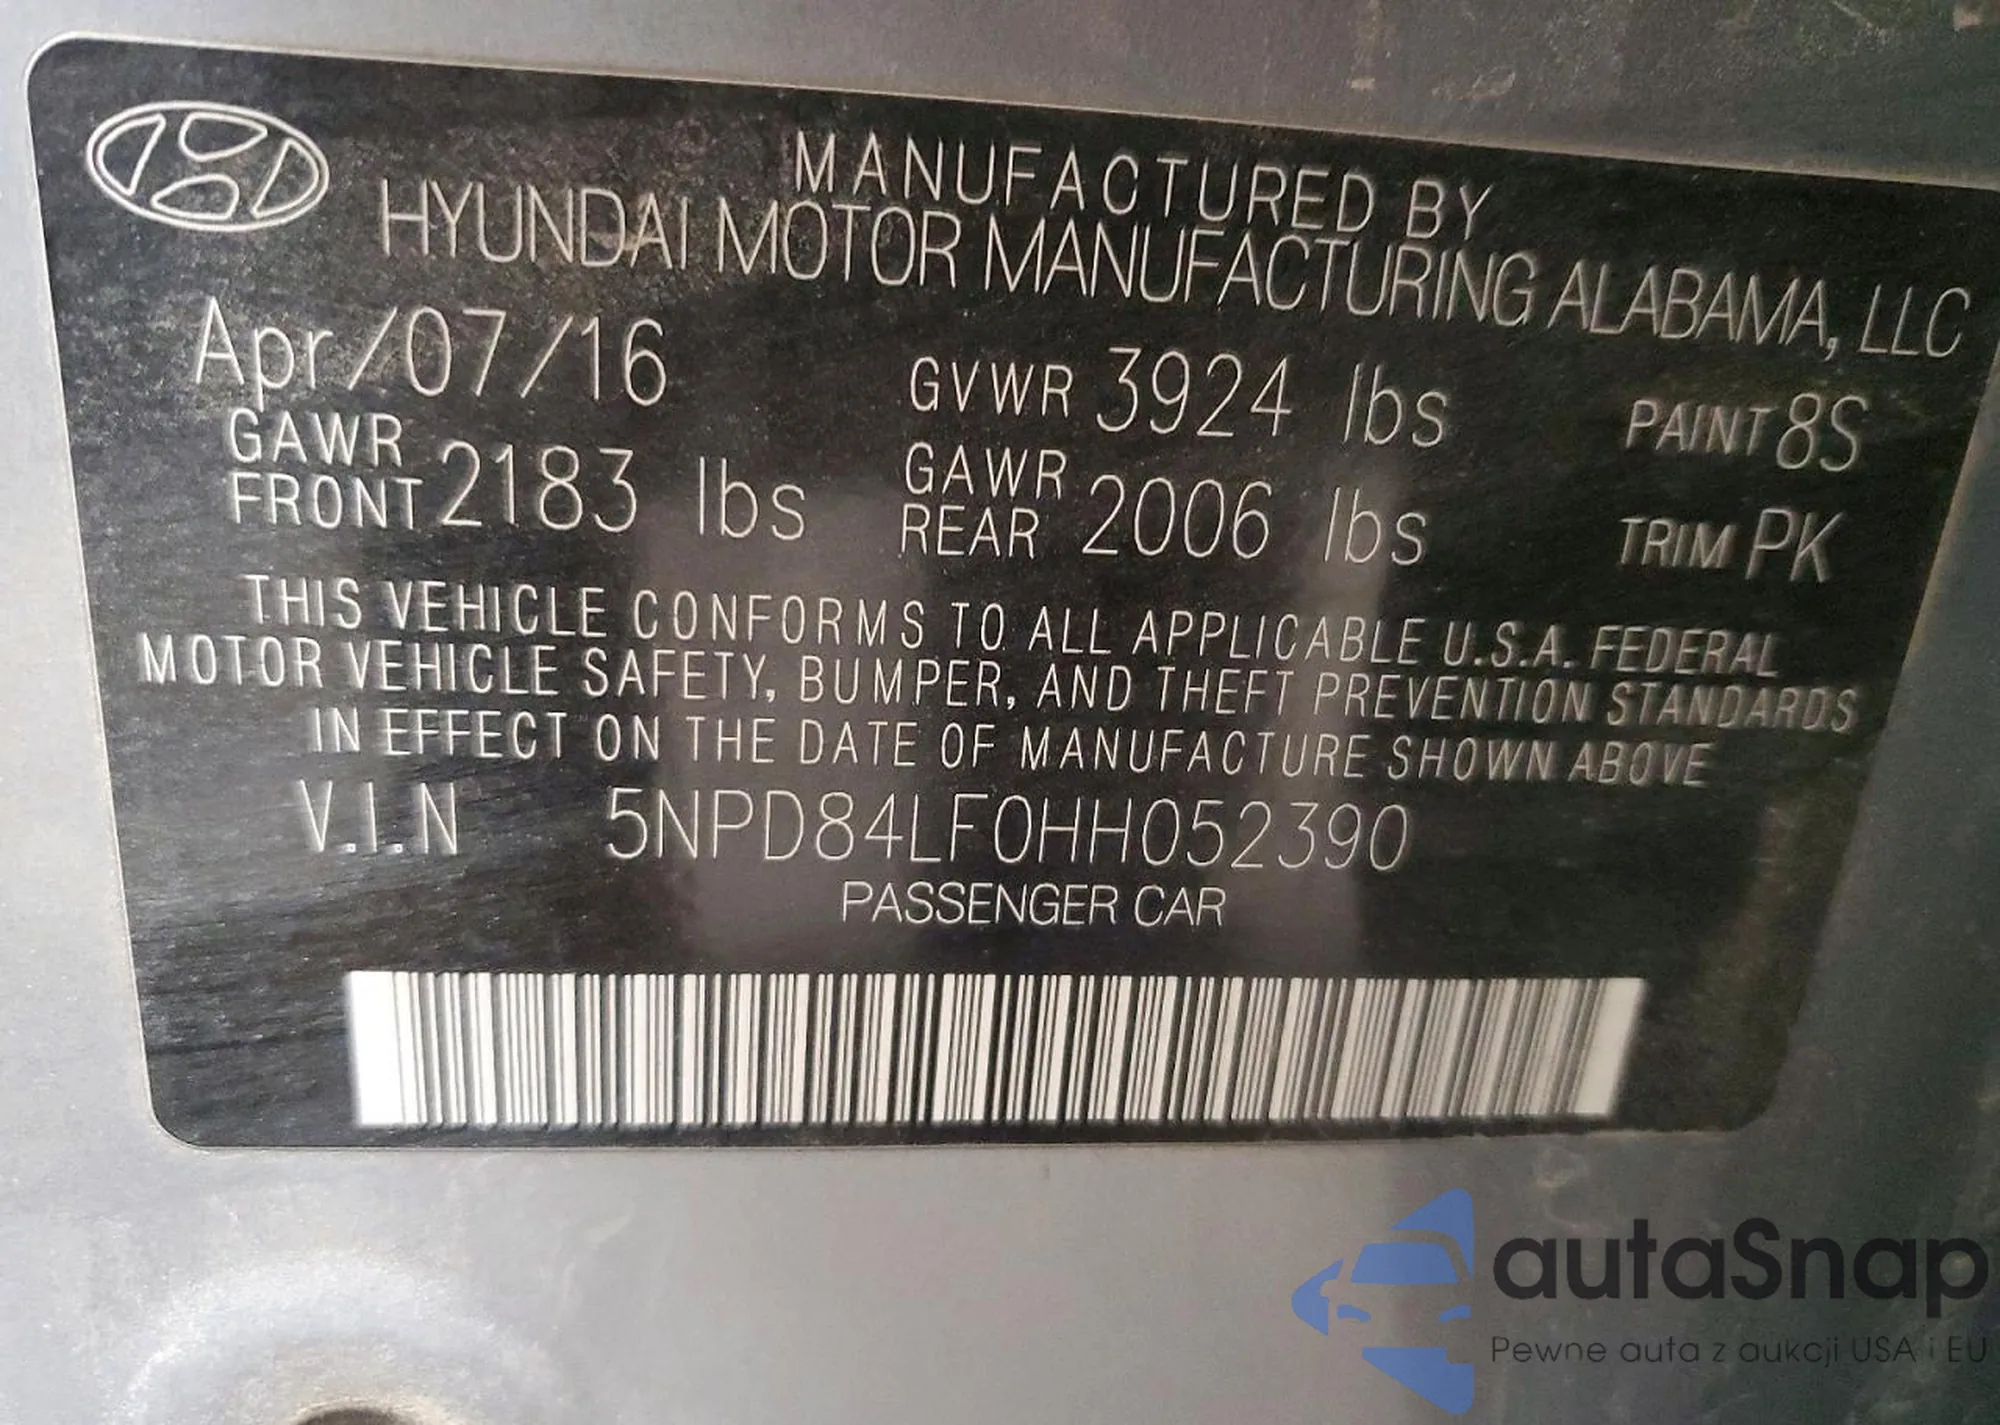 MANUFACTURED BY
HYUNDAI MOTOR MANUFACTURING ALABAMA, LLC
Apr/07/16 GVWR 3924 lbs PAINT 8S
GAWR FRONT 2183 lbs GAWR REAR 2006 lbs TRIM PK
THIS VEHICLE CONFORMS TO ALL APPLICABLE U.S.A. FEDERAL
MOTOR VEHICLE SAFETY, BUMPER, AND THEFT PREVENTION STANDARDS
IN EFFECT ON THE DATE OF MANUFACTURE SHOWN ABOVE
V.I.N 5NPD84LF0HH052390
PASSENGER CAR
autaSnap
Pewne auta z aukcji USA i EU